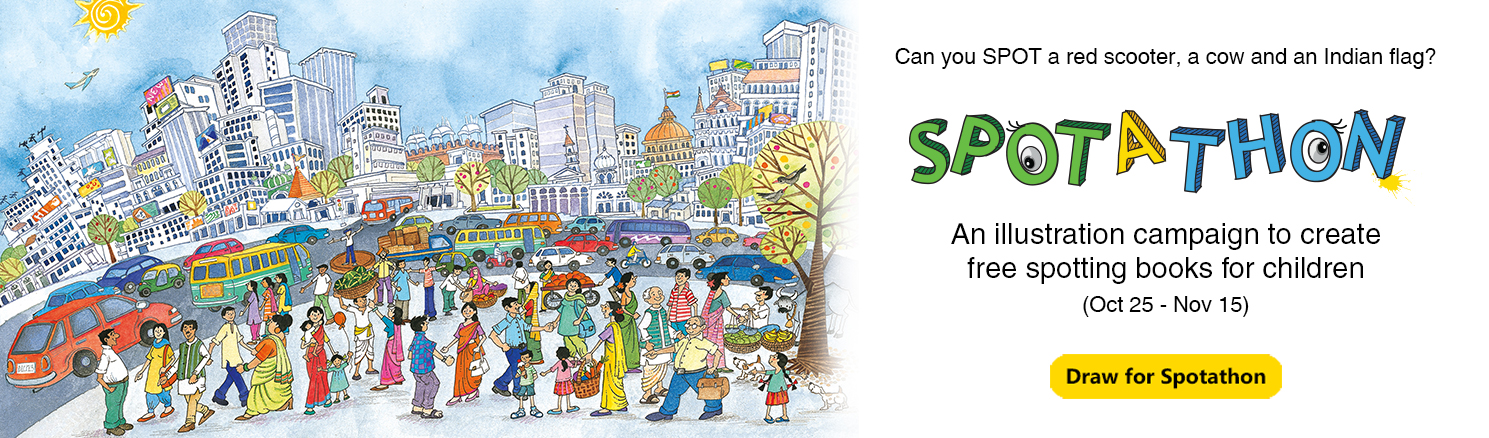 Can you SPOT a red scooter, a cow and an Indian flag?
SPOTATHON
An illustration campaign to create
free spotting books for children
(Oct 25 - Nov 15)
Draw for Spotathon